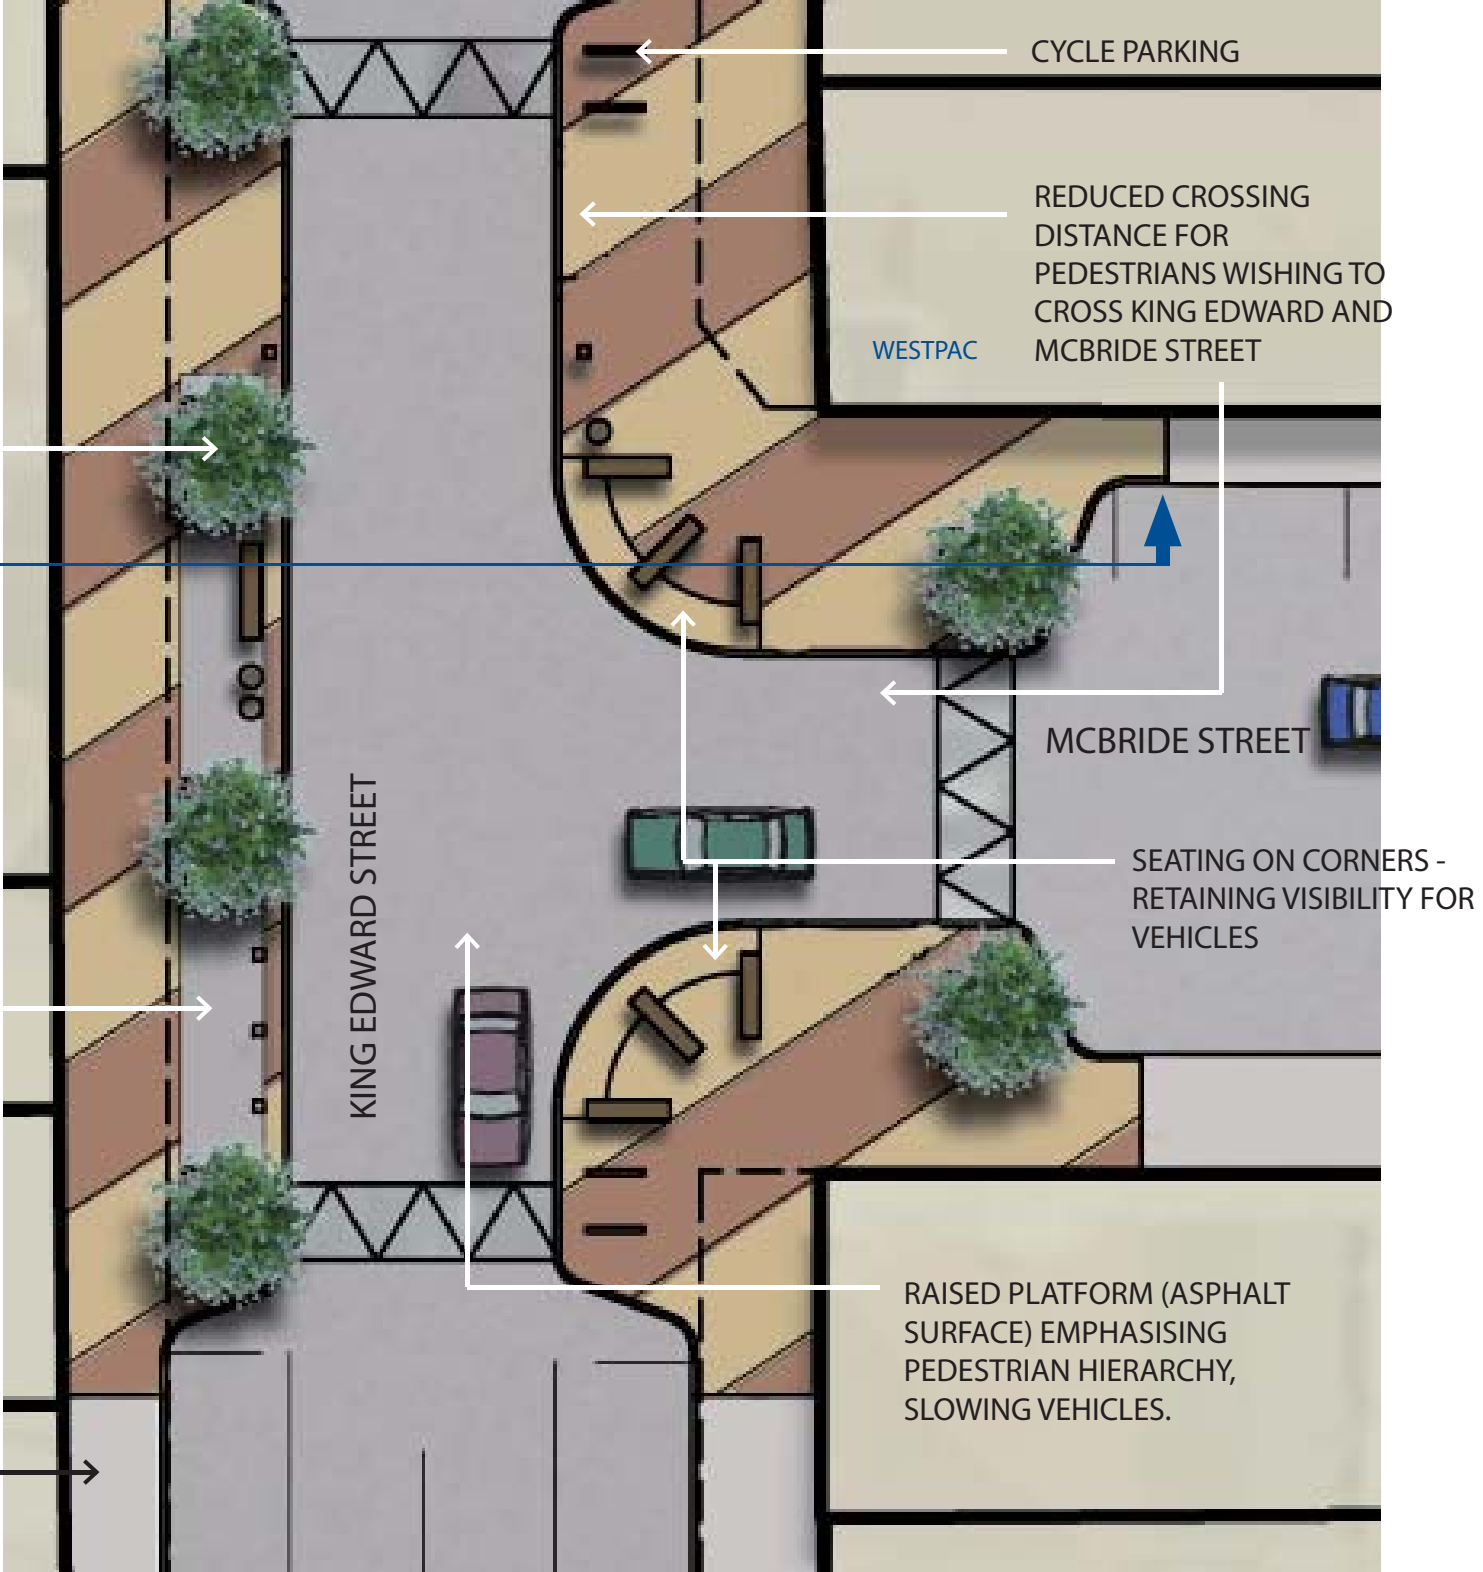 CYCLE PARKING
REDUCED CROSSING
DISTANCE FOR
PEDESTRIANS WISHING TO
CROSS KING EDWARD AND
MCBRIDE STREET
WESTPAC
MCBRIDE STREET
KING EDWARD STREET
SEATING ON CORNERS -
RETAINING VISIBILITY FOR
VEHICLES
RAISED PLATFORM (ASPHALT
SURFACE) EMPHASISING
PEDESTRIAN HIERARCHY,
SLOWING VEHICLES.